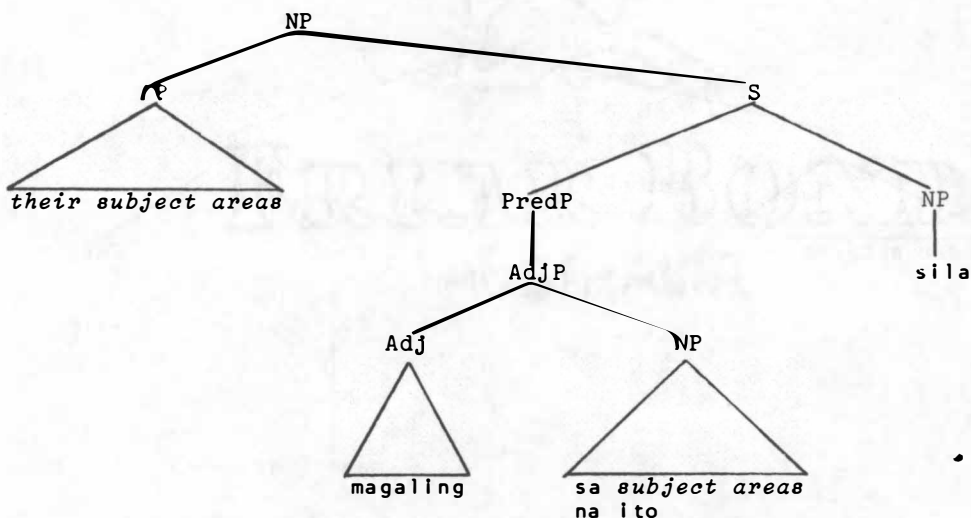 NP
S
their subject areas
PredP
NP
sila
AdjP
Adj
NP
magaling
sa subject areas
na ito